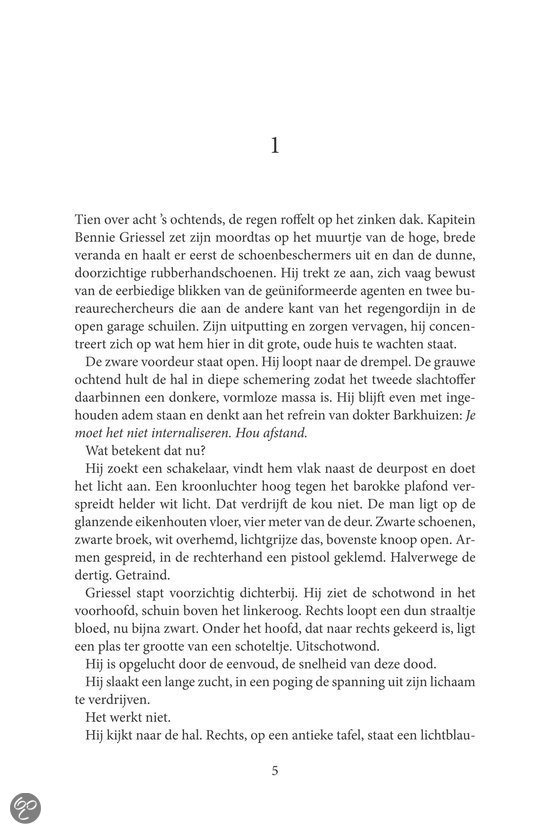 1
Tien over acht ’s ochtends, de regen roffelt op het zinken dak. Kapitein
Bennie Griessel zet zijn moordtas op het muurtje van de hoge, brede
veranda en haalt er eerst de schoenbeschermers uit en dan de dunne,
doorzichtige rubberhandschoenen. Hij trekt ze aan, zich vaag bewust
van de eerbiedige blikken van de geüniformeerde agenten en twee bu-
reaurechercheurs die aan de andere kant van het regengordijn in de
open garage schuilen. Zijn uitputting en zorgen vervagen, hij concen-
treert zich op wat hem hier in dit grote, oude huis te wachten staat.
De zware voordeur staat open. Hij loopt naar de drempel. De grauwe
ochtend hult de hal in diepe schemering zodat het tweede slachtoffer
daarbinnen een donkere, vormloze massa is. Hij blijft even met inge-
houden adem staan en denkt aan het refrein van dokter Barkhuizen: Je
moet het niet internaliseren. Hou afstand.
Wat betekent dat nu?
Hij zoekt een schakelaar, vindt hem vlak naast de deurpost en doet
het licht aan. Een kroonluchter hoog tegen het barokke plafond ver-
spreidt helder wit licht. Dat verdrijft de kou niet. De man ligt op de
glanzende eikenhouten vloer, vier meter van de deur. Zwarte schoenen,
zwarte broek, wit overhemd, lichtgrijze das, bovenste knoop open. Ar-
men gespreid, in de rechterhand een pistool geklemd. Halverwege de
dertig. Getraind.
Griessel stapt voorzichtig dichterbij. Hij ziet de schotwond in het
voorhoofd, schuin boven het linkeroog. Rechts loopt een dun straaltje
bloed, nu bijna zwart. Onder het hoofd, dat naar rechts gekeerd is, ligt
een plas ter grootte van een schoteltje. Uitschotwond.
Hij is opgelucht door de eenvoud, de snelheid van deze dood.
Hij slaakt een lange zucht, in een poging de spanning uit zijn lichaam
te verdrijven.
Het werkt niet.
Hij kijkt naar de hal. Rechts, op een antieke tafel, staat een lichtblau-
5